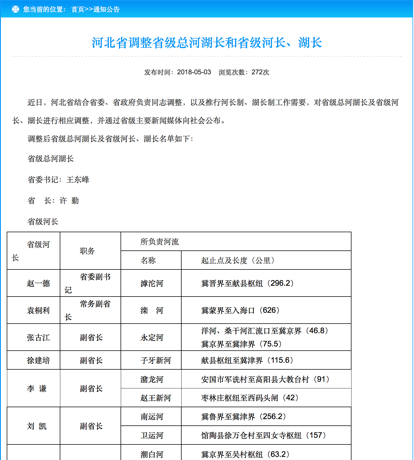 您当前的位置： 首页>>通知公告
河北省调整省级总河湖长和省级河长、湖长
发布时间：2018-05-03 浏览次数：272次
近日，河北省结合省委、省政府负责同志调整，以及推行河长制、湖长制工作需要，对省级总河湖长及省级河
长、湖长进行相应调整，并通过省级主要新闻媒体向社会公布。
调整后省级总河湖长及省级河长、湖长名单如下：
省级总河湖长
省委书记：王东峰
省 长：许 勤
省级河长
省级河
长
职务
所负责河流
名称
起止点及长度（公里）
赵一德
省委副书
记
滹沱河
冀晋界至献县枢纽（296.2）
袁桐利
常务副省
长
滦 河
冀蒙界至入海口（626）
张古江
副省长
永定河
洋河、桑干河汇流口至冀京界（46.8）
冀京界至冀津界（75.5）
徐建培
副省长
子牙新河
献县枢纽至冀津界（115.6）
李 谦
副省长
潴龙河
安国市军诜村至高阳县大教台村（91）
赵王新河
枣林庄枢纽至西码头闸（42）
刘 凯
副省长
南运河
冀鲁界至冀津界（256.2）
卫运河
馆陶县徐万仓村至四女寺枢纽（157）
潮白河
冀京界至吴村枢纽（63.2）